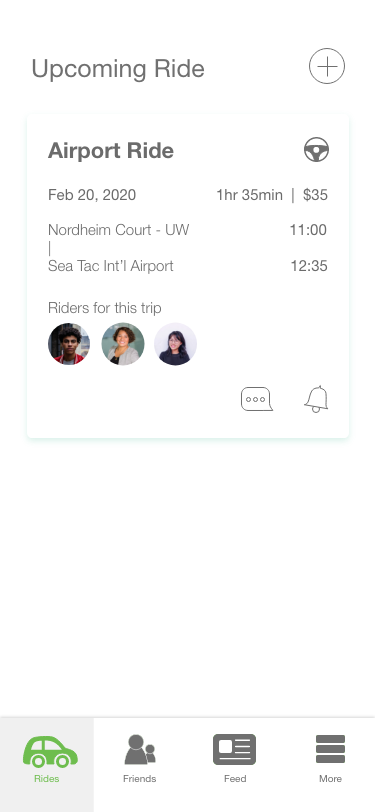 Upcoming Ride
Airport Ride
Feb 20, 2020 1hr 35min | $35
Nordheim Court - UW 11:00
|
Sea Tac Int'l Airport 12:35
Riders for this trip
Rides Friends Feed More